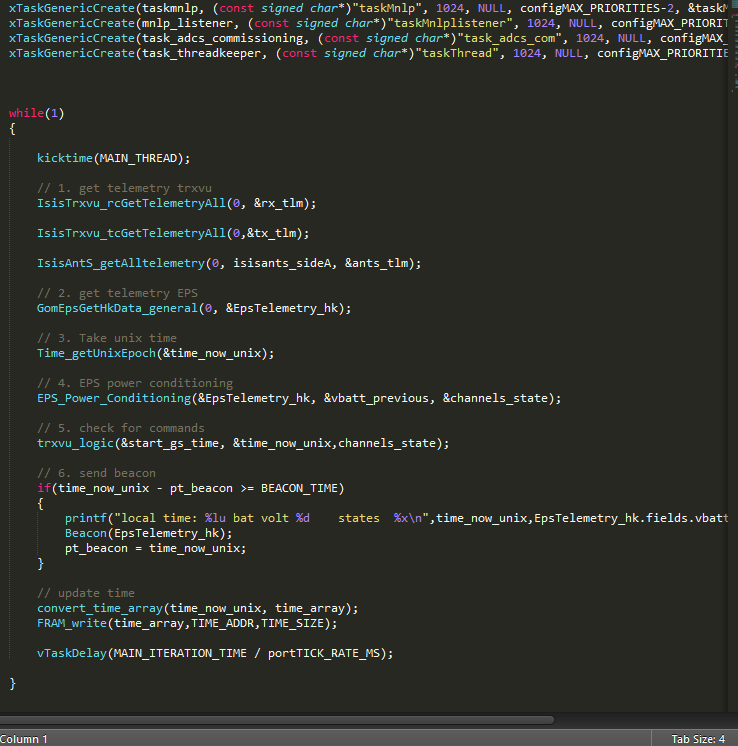 xTaskGenericCreate(taskmnlp, (const signed char*)"taskMnlp", 1024, NULL, configMAX_PRIORITIES-2, &taskM
xTaskGenericCreate(mnlp_listener, (const signed char*)"taskMnlplistener", 1024, NULL, configMAX_PRIORIT
xTaskGenericCreate(task_adcs_commissioning, (const signed char*)"task_adcs_com", 1024, NULL, configMAX_
xTaskGenericCreate(task_threadkeeper, (const signed char*)"taskThread", 1024, NULL, configMAX_PRIORITIE
while(1)
{
kicktime(MAIN_THREAD);
// 1. get telemetry trxvu
IsisTrxvu_rcGetTelemetryAll(0, &rx_tlm);
IsisTrxvu_tcGetTelemetryAll(0,&tx_tlm);
IsisAntS_getAlltelemetry(0, isisants_sideA, &ants_tlm);
// 2. get telemetry EPS
GomEpsGetHkData_general(0, &EpsTelemetry_hk);
// 3. Take unix time
Time_getUnixEpoch(&time_now_unix);
// 4. EPS power conditioning
EPS_Power_Conditioning(&EpsTelemetry_hk, &vbatt_previous, &channels_state);
// 5. check for commands
trxvu_logic(&start_gs_time, &time_now_unix,channels_state);
// 6. send beacon
if(time_now_unix - pt_beacon >= BEACON_TIME)
{
printf("local time: %lu bat volt %d    states  %x\n",time_now_unix,EpsTelemetry_hk.fields.vbatt
Beacon(EpsTelemetry_hk);
pt_beacon = time_now_unix;
}
// update time
convert_time_array(time_now_unix, time_array);
FRAM_write(time_array,TIME_ADDR,TIME_SIZE);
vTaskDelay(MAIN_ITERATION_TIME / portTICK_RATE_MS);
}
Column 1
Tab Size: 4